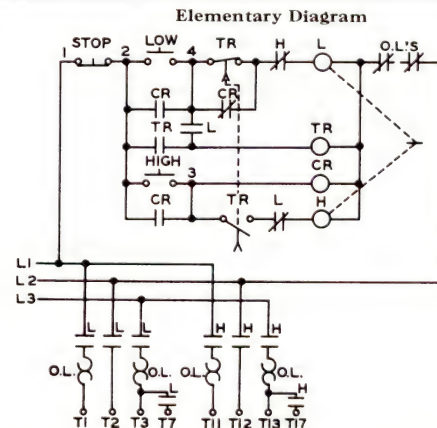 Elementary Diagram
1 STOP 2 LOW 4 TR H L O.L'S
CR CR
L
TR TR
HIGH 3 CR
CR TR L H
L1
L2
L3
L L L H H H
O.L. O.L. O.L. O.L.
L H
T1 T2 T3 T7 T11 T12 T13 T17